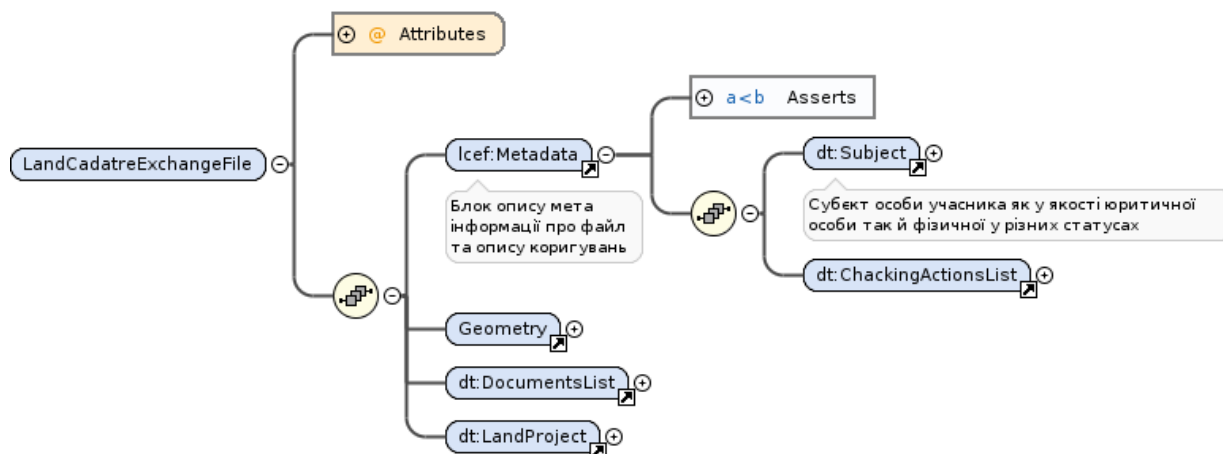 @ Attributes
a<b Asserts
LandCadatreExchangeFile
lcef:Metadata
dt:Subject
Блок опису мета
інформації про файл
та опису коригувань
Субєкт особи учасника як у якості юритичної
особи так й фізичної у різних статусах
dt:ChackingActionsList
Geometry
dt:DocumentsList
dt:LandProject